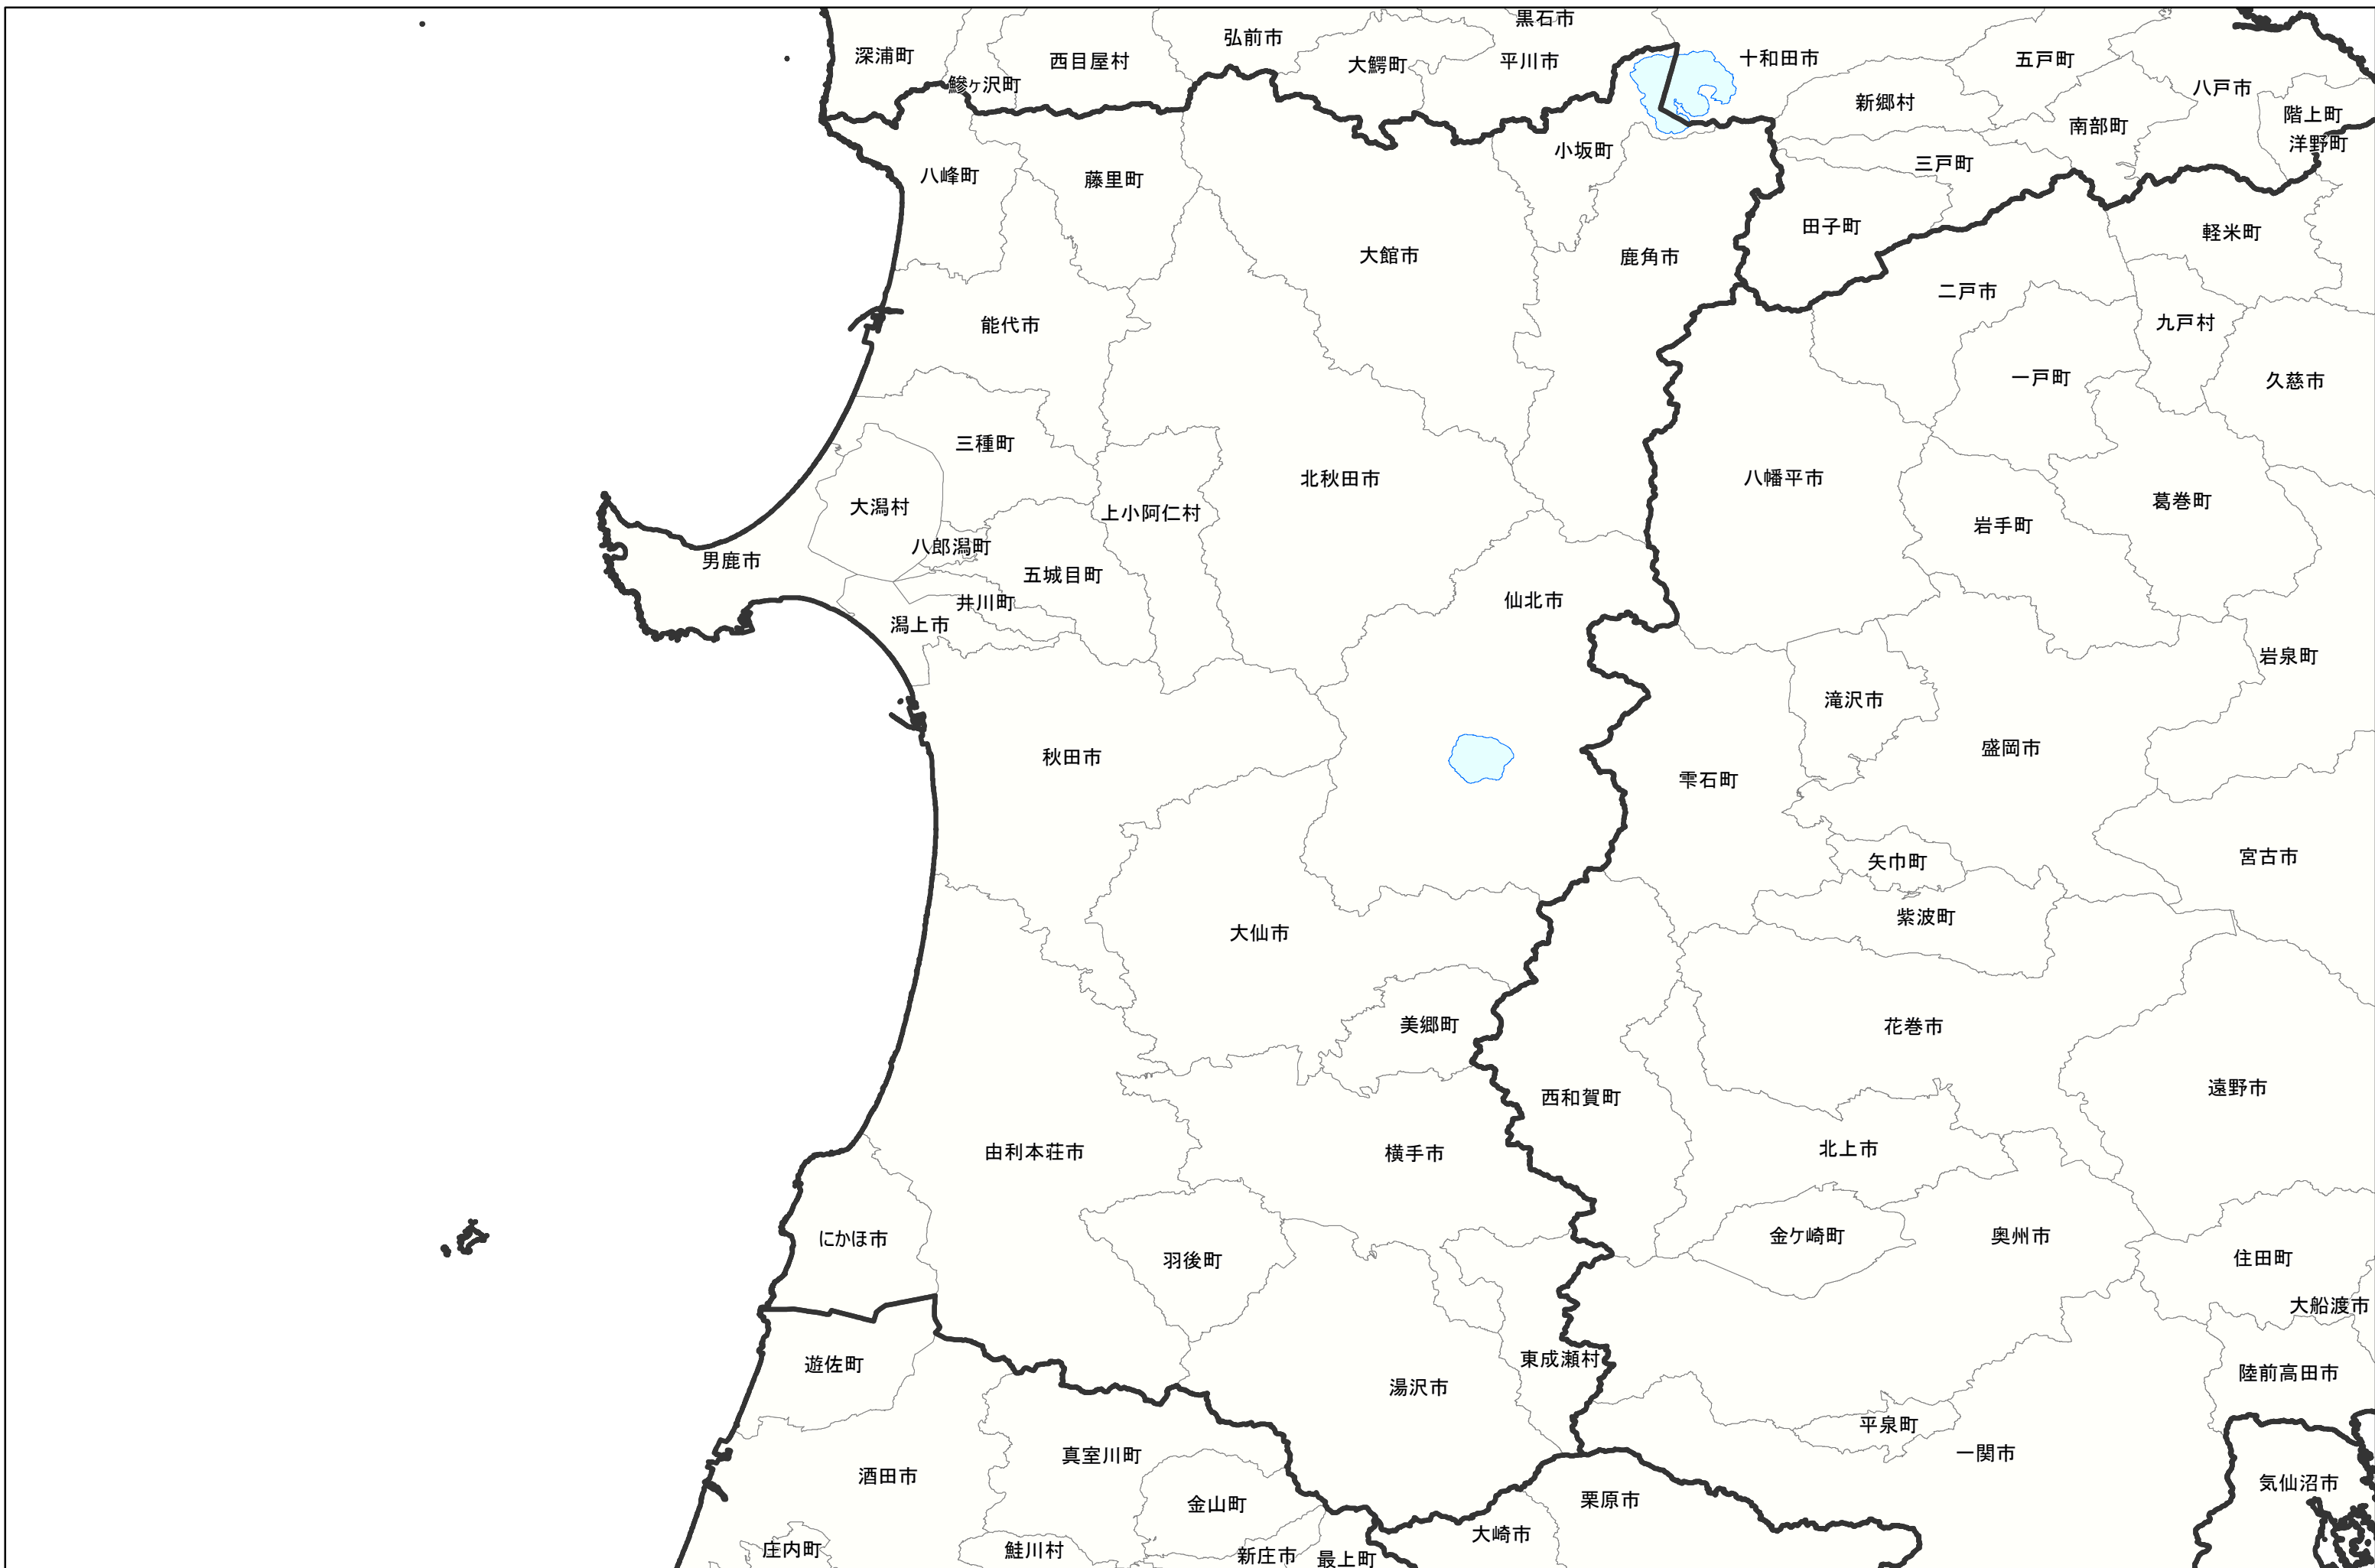 黒石市
弘前市
深浦町
西目屋村
大鰐町
平川市
十和田市
五戸町
鰺ヶ沢町
新郷村
八戸市
階上町
南部町
洋野町
小坂町
三戸町
八峰町
藤里町
田子町
軽米町
大館市
鹿角市
二戸市
能代市
九戸村
一戸町
久慈市
三種町
北秋田市
八幡平市
大潟村
上小阿仁村
葛巻町
岩手町
八郎潟町
男鹿市
五城目町
井川町
仙北市
潟上市
岩泉町
滝沢市
秋田市
盛岡市
雫石町
矢巾町
宮古市
紫波町
大仙市
美郷町
花巻市
西和賀町
遠野市
由利本荘市
横手市
北上市
にかほ市
金ケ崎町
奥州市
羽後町
住田町
大船渡市
遊佐町
東成瀬村
湯沢市
陸前高田市
平泉町
真室川町
一関市
酒田市
気仙沼市
金山町
栗原市
大崎市
庄内町
鮭川村
新庄市
最上町